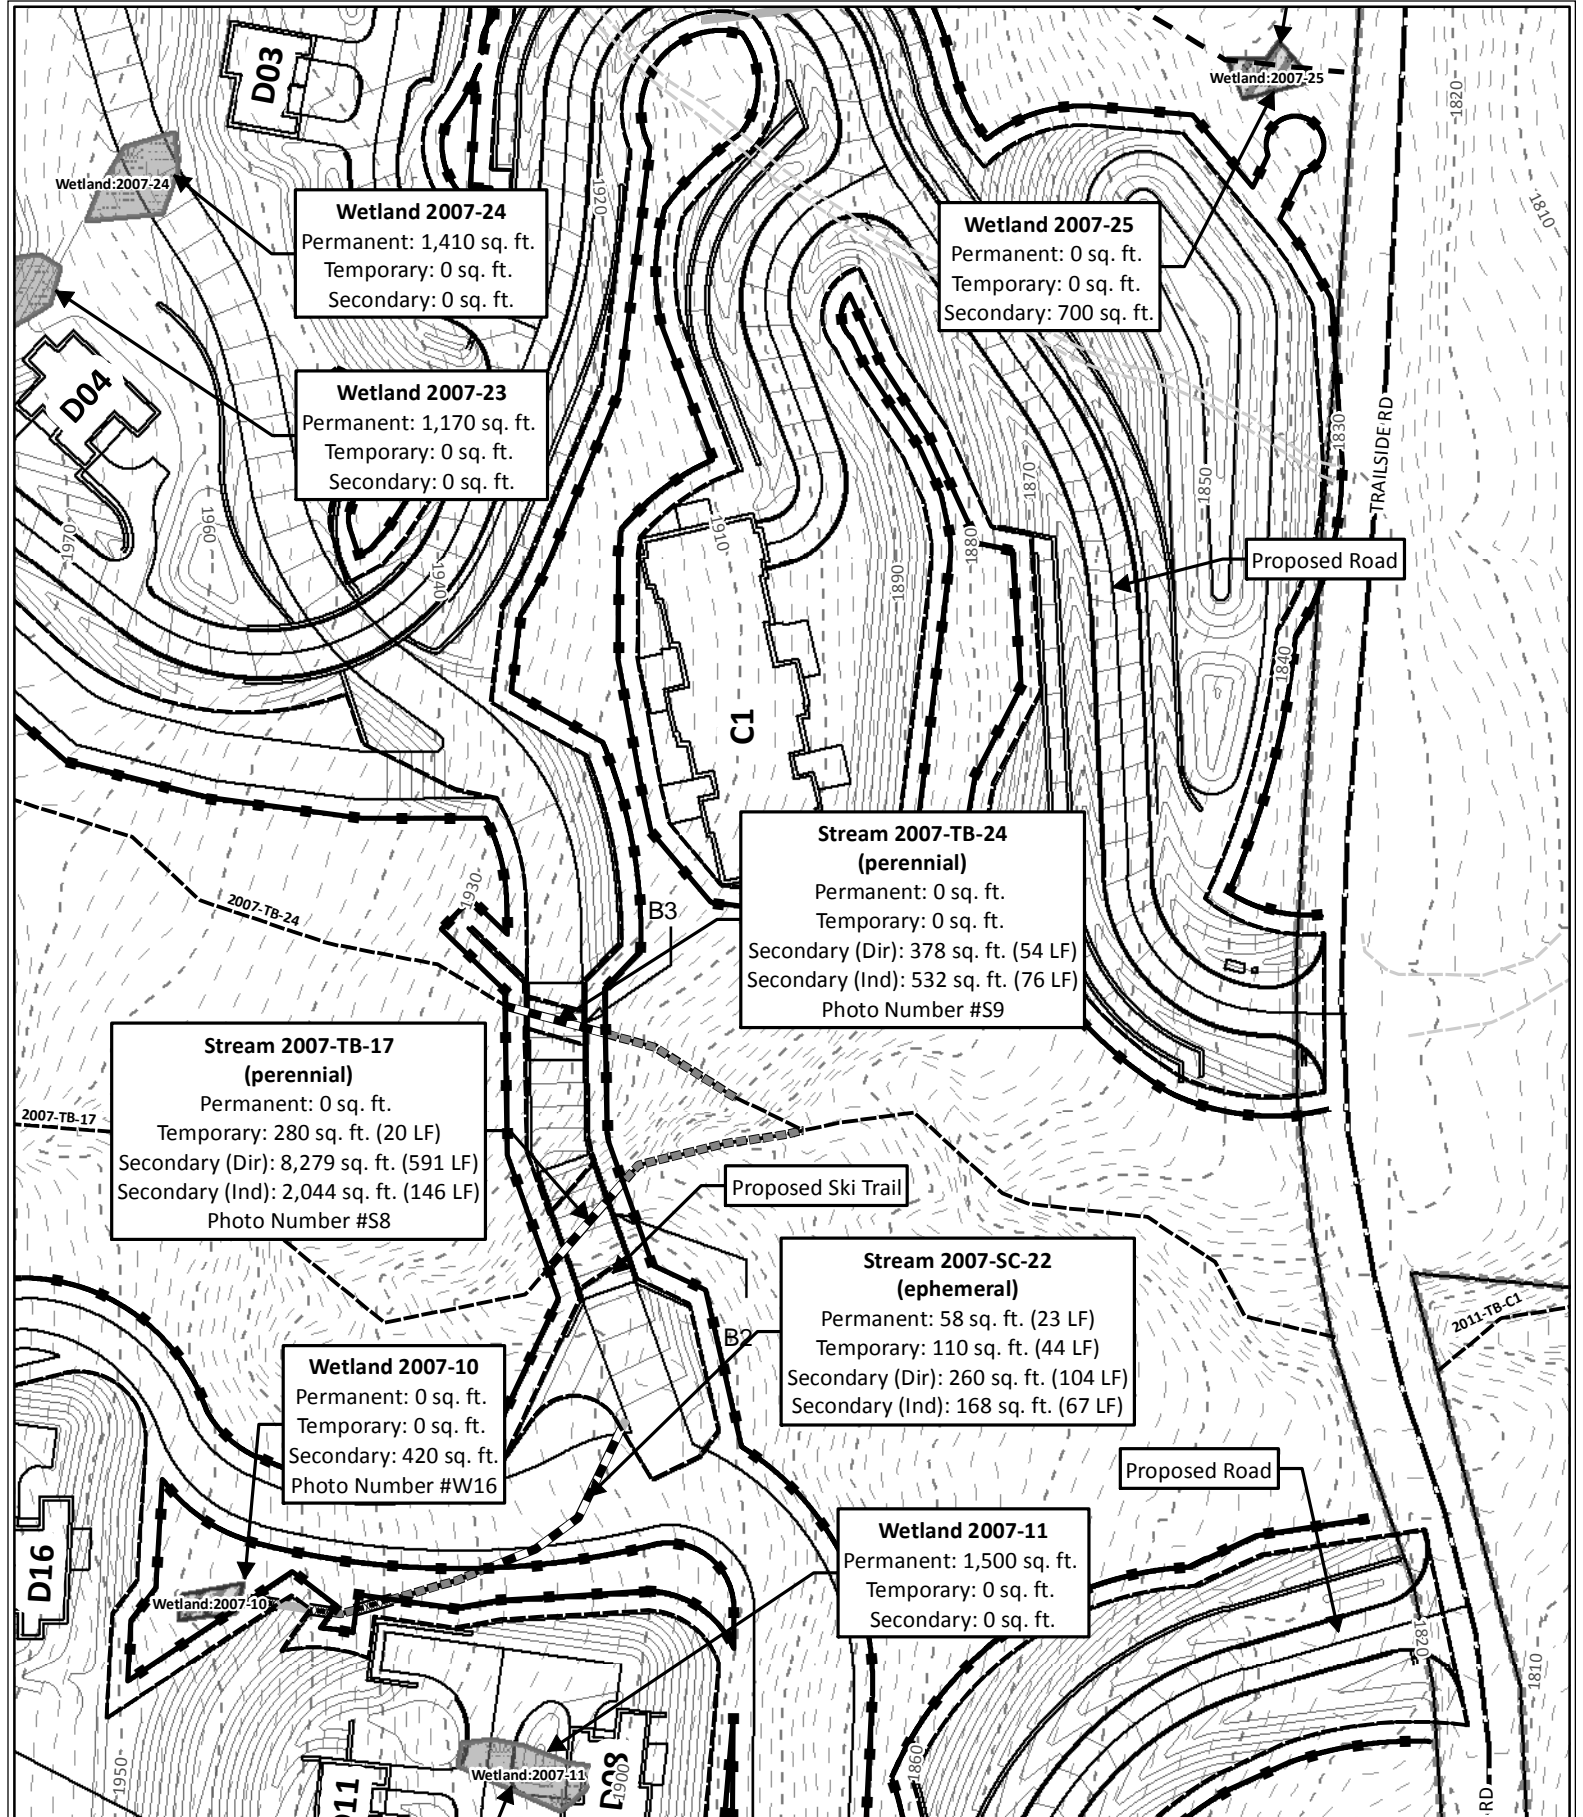 D03
Wetland:2007-25
1820
Wetland:2007-24
1920
1810
Wetland 2007-24
Permanent: 1,410 sq. ft.
Temporary: 0 sq. ft.
Secondary: 0 sq. ft.
Wetland 2007-25
Permanent: 0 sq. ft.
Temporary: 0 sq. ft.
Secondary: 700 sq. ft.
D04
Wetland 2007-23
Permanent: 1,170 sq. ft.
Temporary: 0 sq. ft.
Secondary: 0 sq. ft.
1830
TRAILSIDE RD
1870
1850
1970
1960
1910
1880
1890
1940
Proposed Road
1840
C1
Stream 2007-TB-24
(perennial)
Permanent: 0 sq. ft.
Temporary: 0 sq. ft.
Secondary (Dir): 378 sq. ft. (54 LF)
Secondary (Ind): 532 sq. ft. (76 LF)
Photo Number #S9
1930
2007-TB-24
B3
Stream 2007-TB-17
(perennial)
Permanent: 0 sq. ft.
Temporary: 280 sq. ft. (20 LF)
Secondary (Dir): 8,279 sq. ft. (591 LF)
Secondary (Ind): 2,044 sq. ft. (146 LF)
Photo Number #S8
2007-TB-17
Proposed Ski Trail
Stream 2007-SC-22
(ephemeral)
Permanent: 58 sq. ft. (23 LF)
Temporary: 110 sq. ft. (44 LF)
Secondary (Dir): 260 sq. ft. (104 LF)
Secondary (Ind): 168 sq. ft. (67 LF)
2011-TB-C1
B2
Wetland 2007-10
Permanent: 0 sq. ft.
Temporary: 0 sq. ft.
Secondary: 420 sq. ft.
Photo Number #W16
Proposed Road
D16
Wetland 2007-11
Permanent: 1,500 sq. ft.
Temporary: 0 sq. ft.
Secondary: 0 sq. ft.
Wetland:2007-10
1820
1810
1950
Wetland:2007-11
D08
1900
1860
RD